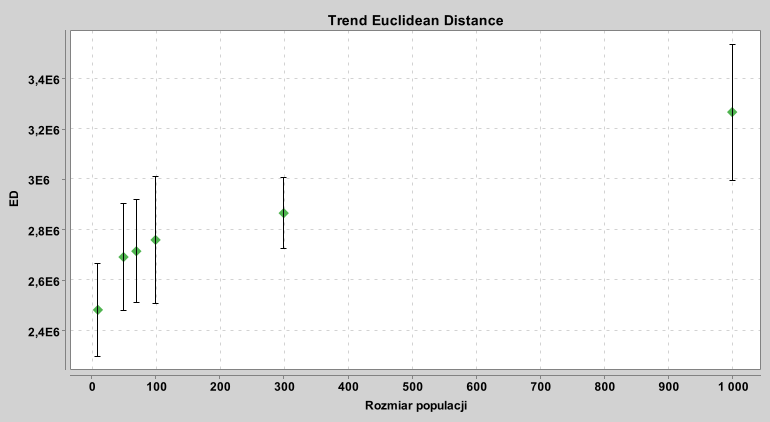 Trend Euclidean Distance
3,4E6
3,2E6
3E6
2,8E6
2,6E6
2,4E6
ED
0 100 200 300 400 500 600 700 800 900 1 000
Rozmiar populacji